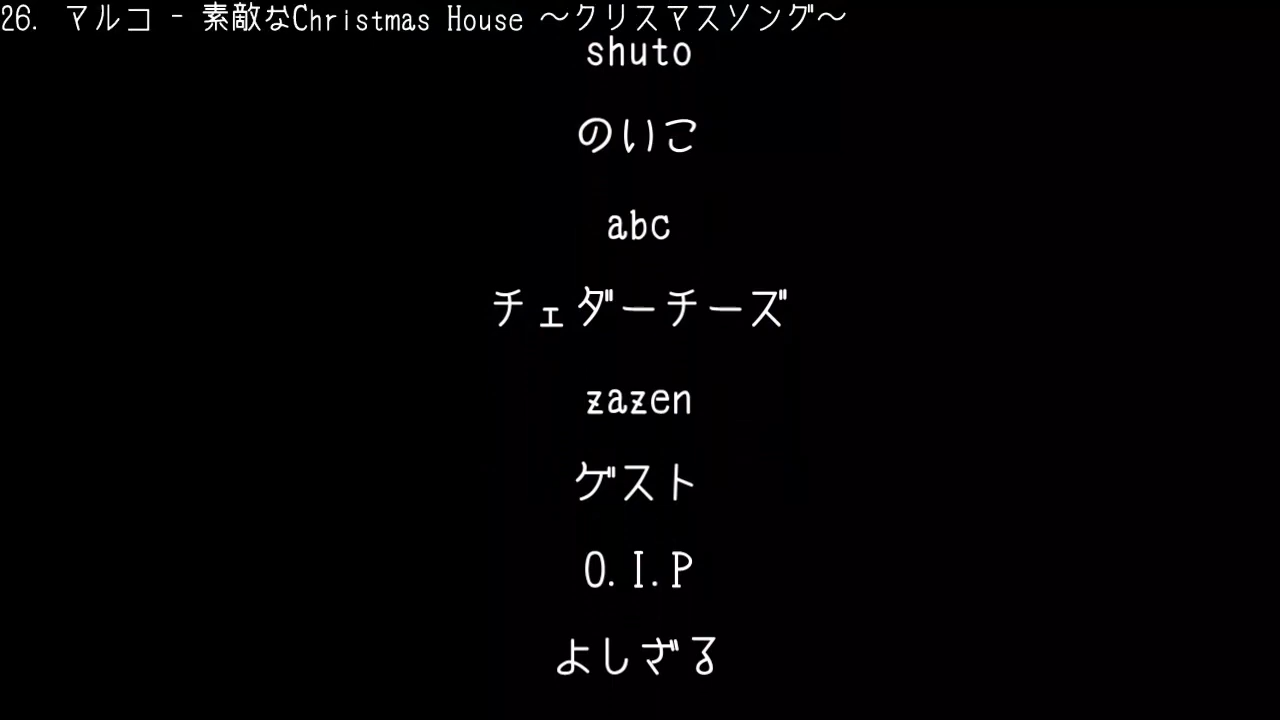 26. マルコ - 素敵なChristmas House ～クリスマスソング～
shuto
のいこ
abc
チェダーチーズ
zazen
ゲスト
O.I.P
よしざる